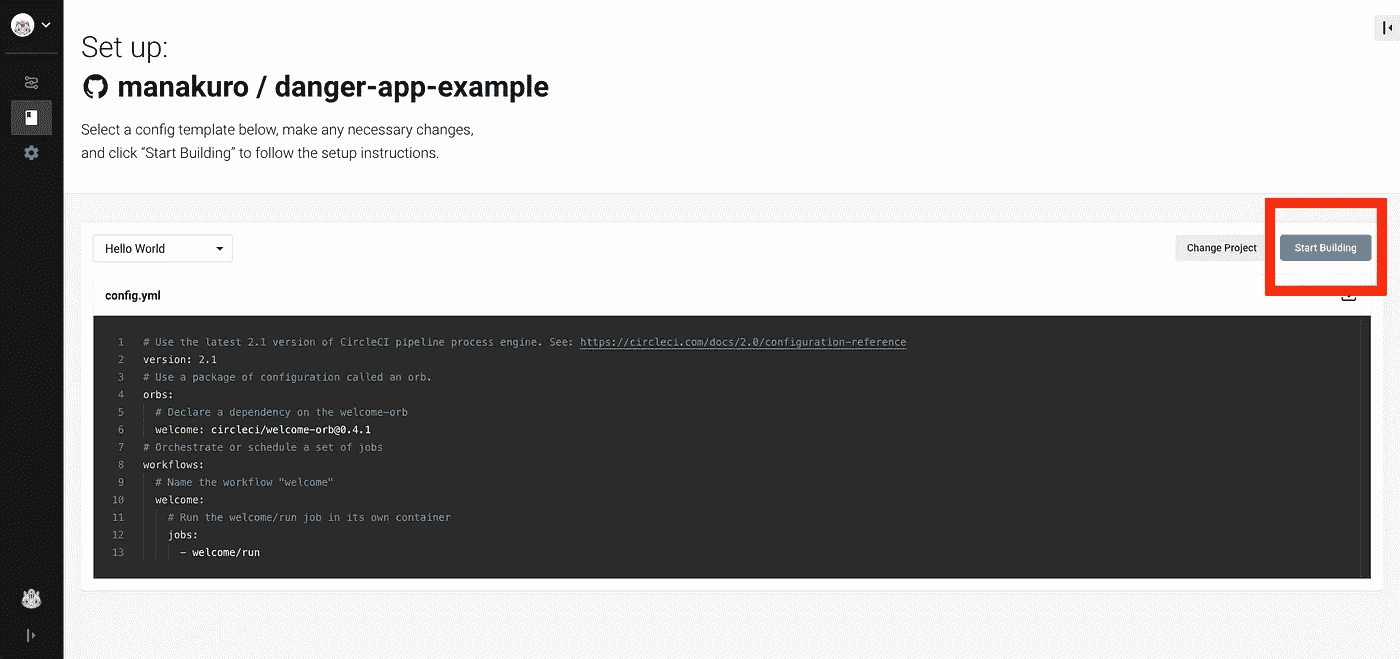 Set up:
manakuro / danger-app-example
Select a config template below, make any necessary changes,
and click “Start Building” to follow the setup instructions.
Hello World
Change Project
Start Building
config.yml
1 # Use the latest 2.1 version of CircleCI pipeline process engine. See: https://circleci.com/docs/2.0/configuration-reference
2 version: 2.1
3 # Use a package of configuration called an orb.
4 orbs:
5 # Declare a dependency on the welcome-orb
6 welcome: circleci/welcome-orb@0.4.1
7 # Orchestrate or schedule a set of jobs
8 workflows:
9 # Name the workflow "welcome"
10 welcome:
11 # Run the welcome/run job in its own container
12 jobs:
13 - welcome/run